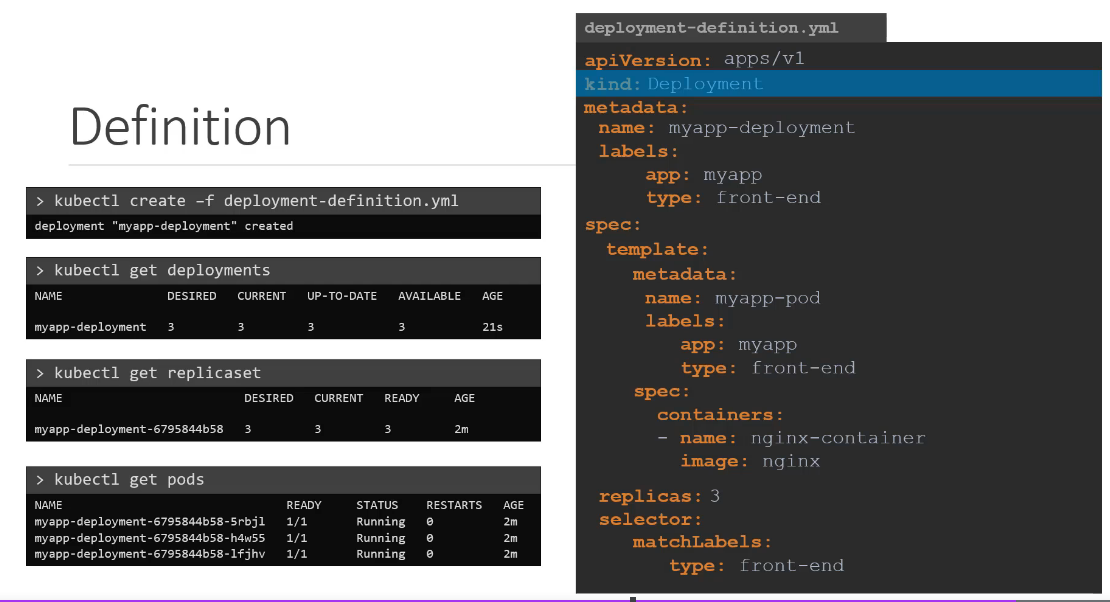 Definition
> kubectl create –f deployment-definition.yml
deployment "myapp-deployment" created
> kubectl get deployments
NAME DESIRED CURRENT UP-TO-DATE AVAILABLE AGE
myapp-deployment 3 3 3 3 21s
> kubectl get replicaset
NAME DESIRED CURRENT READY AGE
myapp-deployment-6795844b58 3 3 3 2m
> kubectl get pods
NAME READY STATUS RESTARTS AGE
myapp-deployment-6795844b58-5rbjl 1/1 Running 0 2m
myapp-deployment-6795844b58-h4w55 1/1 Running 0 2m
myapp-deployment-6795844b58-lfjhv 1/1 Running 0 2m
deployment-definition.yml
apiVersion: apps/v1
kind: Deployment
metadata:
name: myapp-deployment
labels:
app: myapp
type: front-end
spec:
template:
metadata:
name: myapp-pod
labels:
app: myapp
type: front-end
spec:
containers:
- name: nginx-container
image: nginx
replicas: 3
selector:
matchLabels:
type: front-end